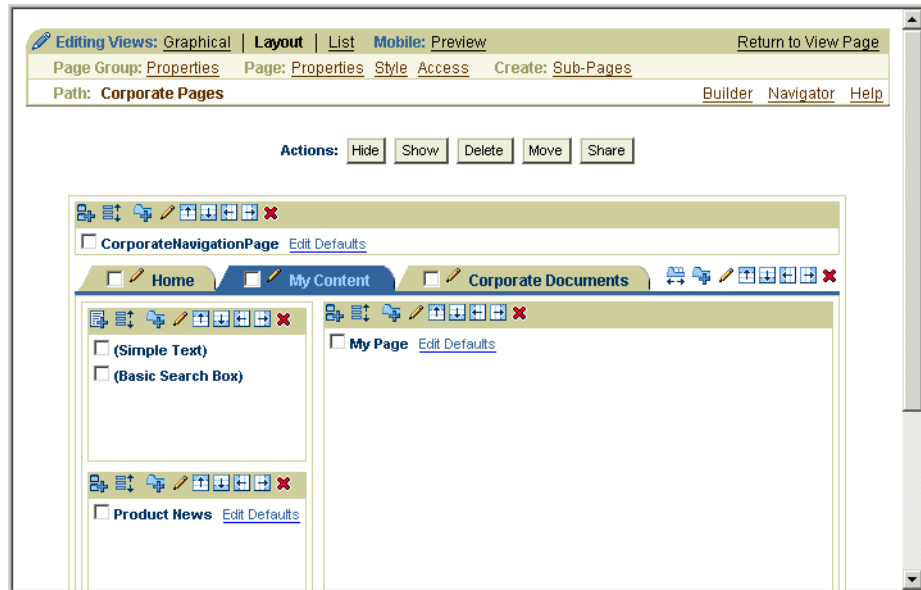 Editing Views: Graphical | Layout | List Mobile: Preview Return to View Page
Page Group: Properties Page: Properties Style Access Create: Sub-Pages
Path: Corporate Pages Builder Navigator Help
Actions: Hide Show Delete Move Share
CorporateNavigationPage Edit Defaults
Home My Content Corporate Documents
(Simple Text)
(Basic Search Box)
My Page Edit Defaults
Product News Edit Defaults